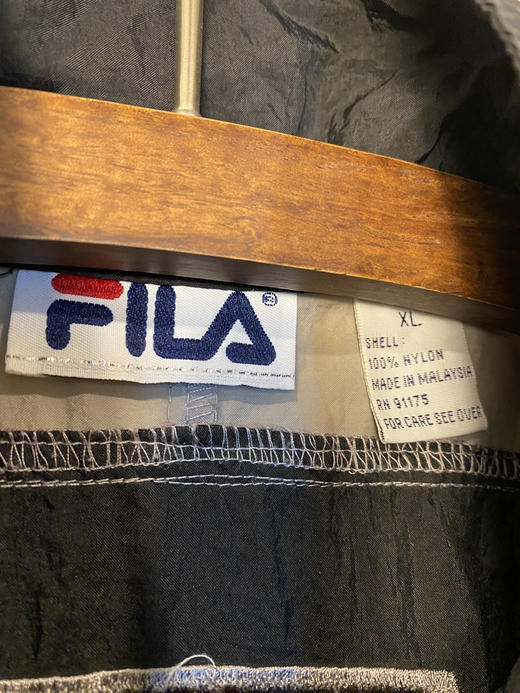 FILA®
XL
SHELL:
100% NYLON
MADE IN MALAYSIA
RN 91175
FOR CARE SEE OVER